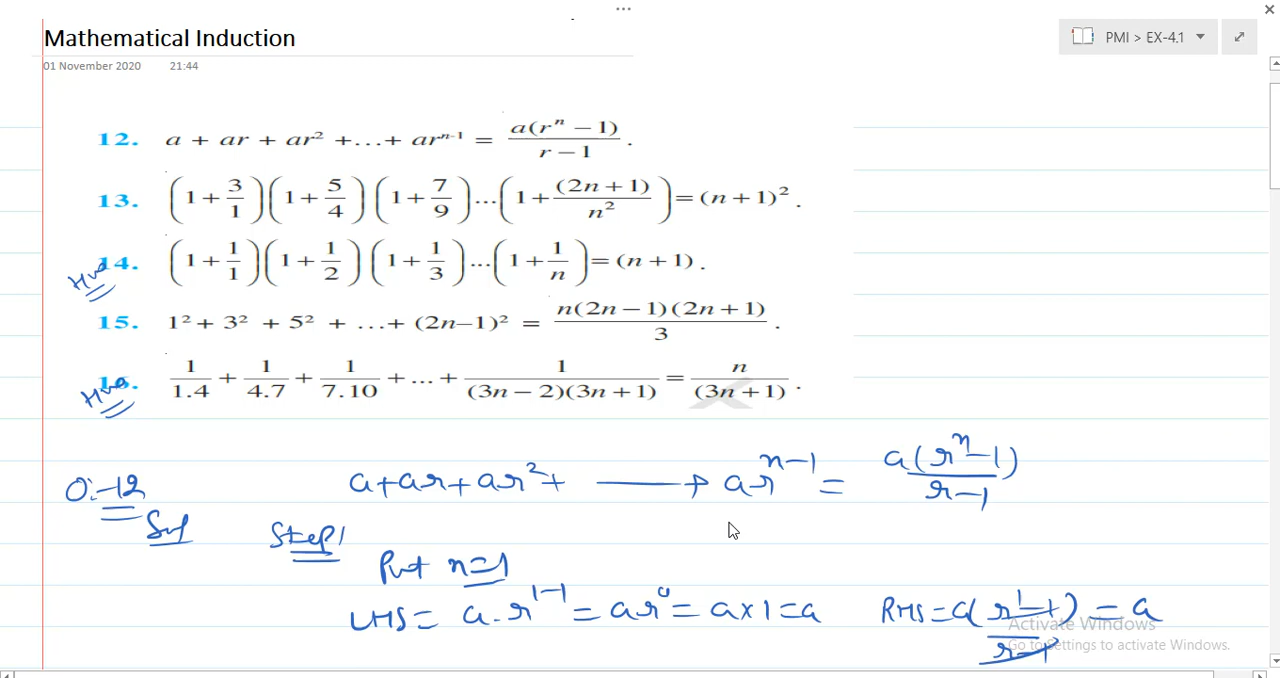 Mathematical Induction
PMI > EX-4.1
01 November 2020 21:44
12. a + ar + ar² +...+ arⁿ⁻¹ = a(rⁿ − 1) / r − 1 .
13. (1 + 3/1)(1 + 5/4)(1 + 7/9)...(1 + (2n + 1)/n²) = (n + 1)² .
14. (1 + 1/1)(1 + 1/2)(1 + 1/3)...(1 + 1/n) = (n + 1) .
15. 1² + 3² + 5² + ...+ (2n−1)² = n(2n − 1)(2n + 1) / 3 .
16. 1/1.4 + 1/4.7 + 1/7.10 + ... + 1/(3n − 2)(3n + 1) = n/(3n + 1) .
Q:-12 a+ar+ar²+ ⟶ ar^(n-1) = a(rⁿ-1) / r-1
Sol Step1
Put n=1
LHS = a.r^(1-1) = ar⁰ = a×1 = a RHS = a(r¹-1) / r-1 = a
Activate Windows
Go to Settings to activate Windows.